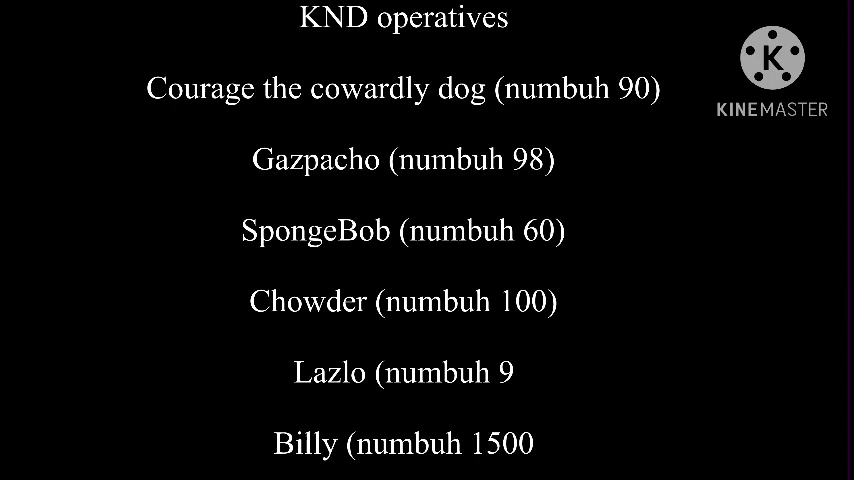 KND operatives
Courage the cowardly dog (numbuh 90)
Gazpacho (numbuh 98)
SpongeBob (numbuh 60)
Chowder (numbuh 100)
Lazlo (numbuh 9
Billy (numbuh 1500
K
KINEMASTER